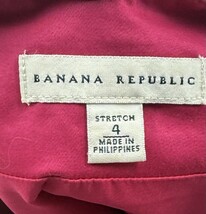 BANANA REPUBLIC
STRETCH
4
MADE IN
PHILIPPINES